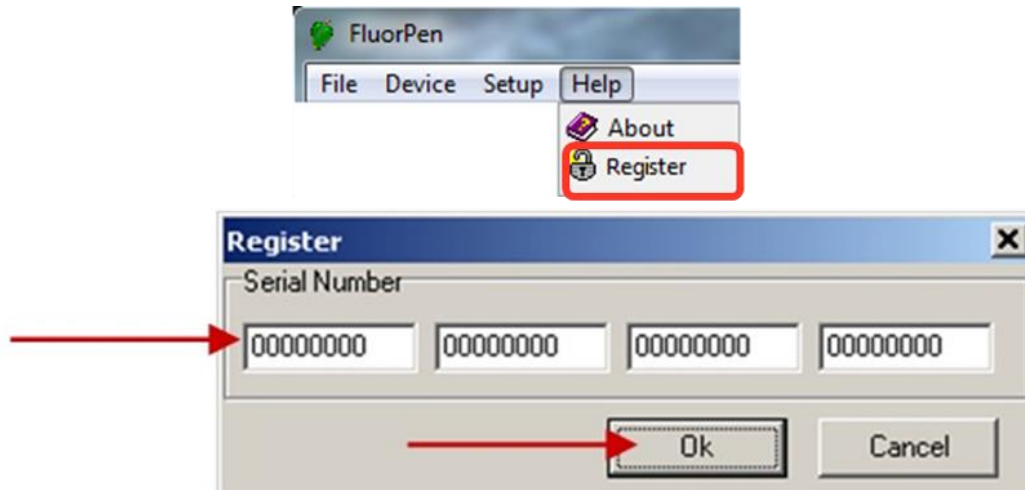 FluorPen
File Device Setup Help
About
Register
Register
Serial Number
00000000 00000000 00000000 00000000
Ok Cancel